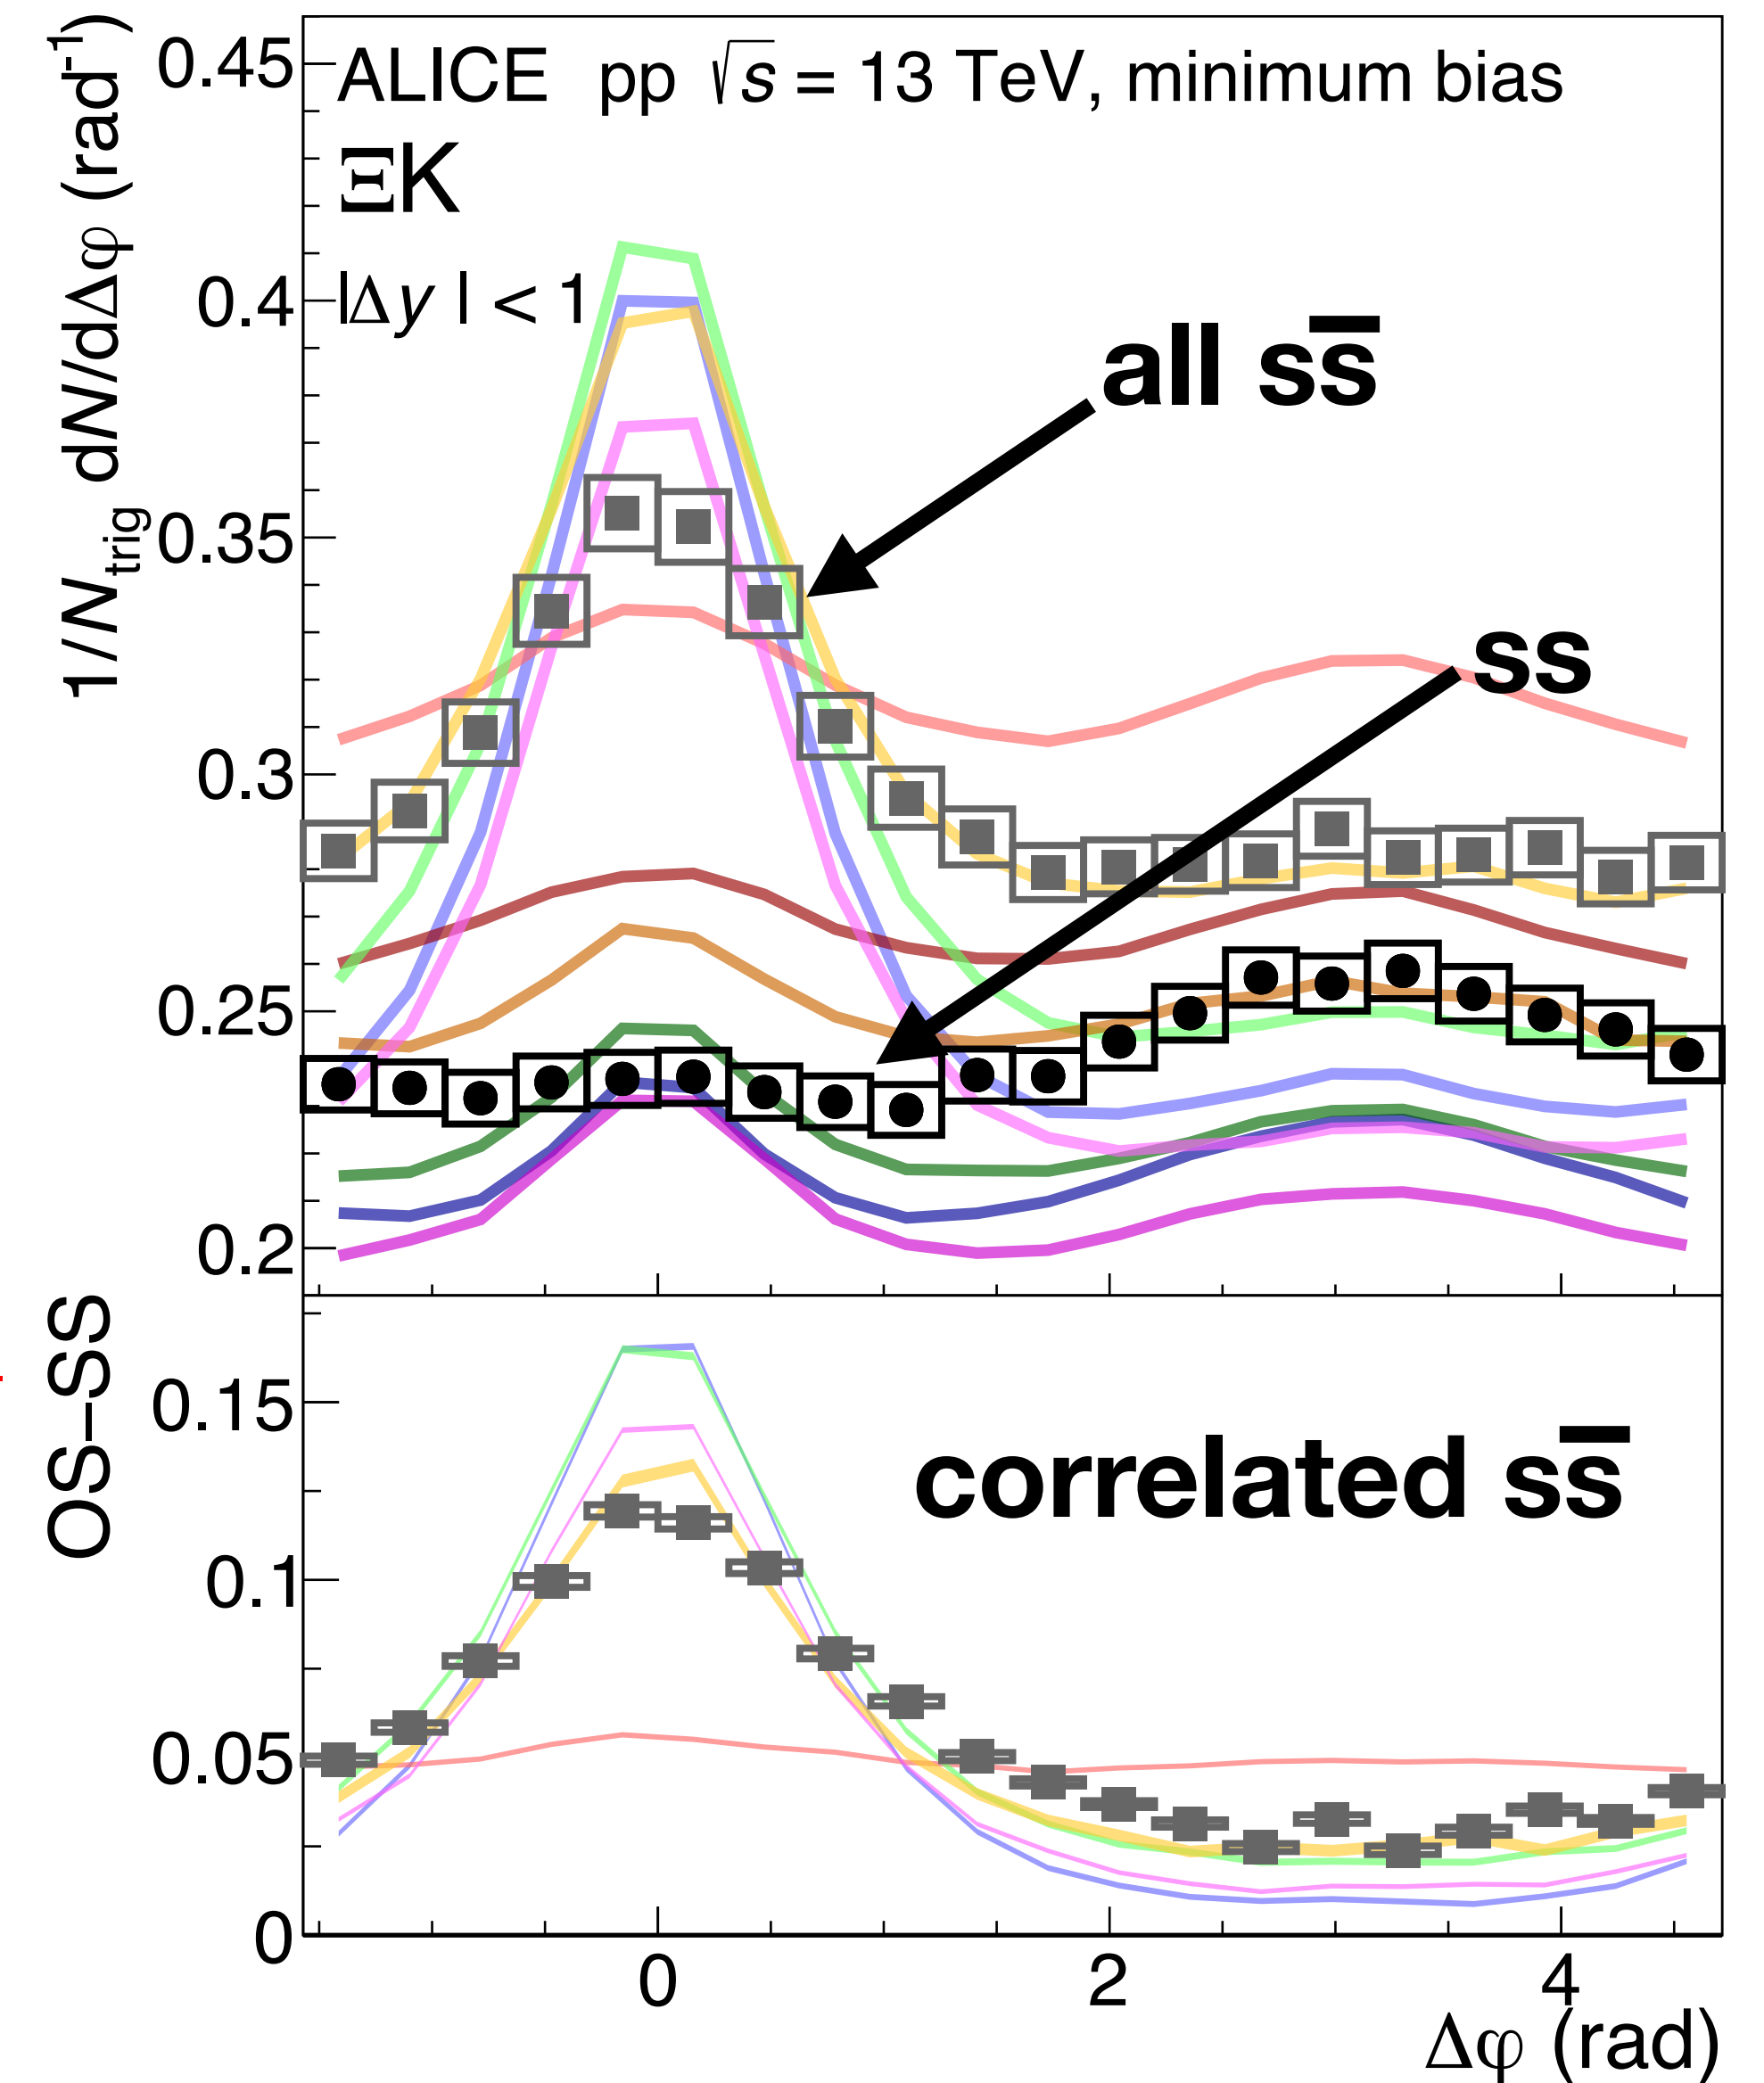 1/N_trig dN/dΔφ (rad⁻¹)
0.45
0.4
0.35
0.3
0.25
0.2
ALICE pp √s = 13 TeV, minimum bias
ΞK
|Δy | < 1
all ss̅
ss
OS−SS
0.15
0.1
0.05
0
correlated ss̅
0 2 4
Δφ (rad)